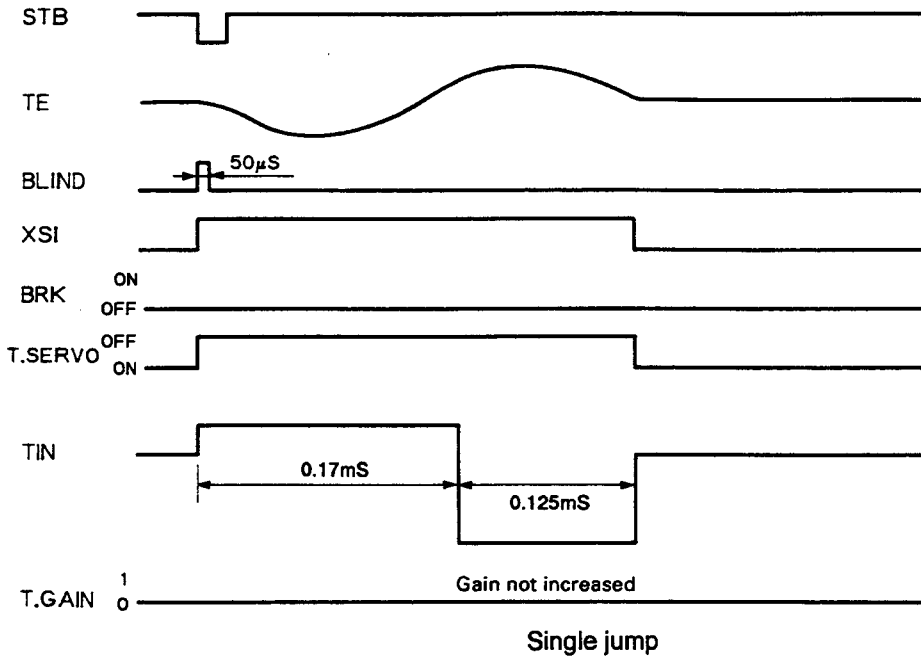 STB
TE
BLIND
50μS
XSI
BRK
ON
OFF
T.SERVO
OFF
ON
TIN
0.17mS
0.125mS
T.GAIN
1
0
Gain not increased
Single jump